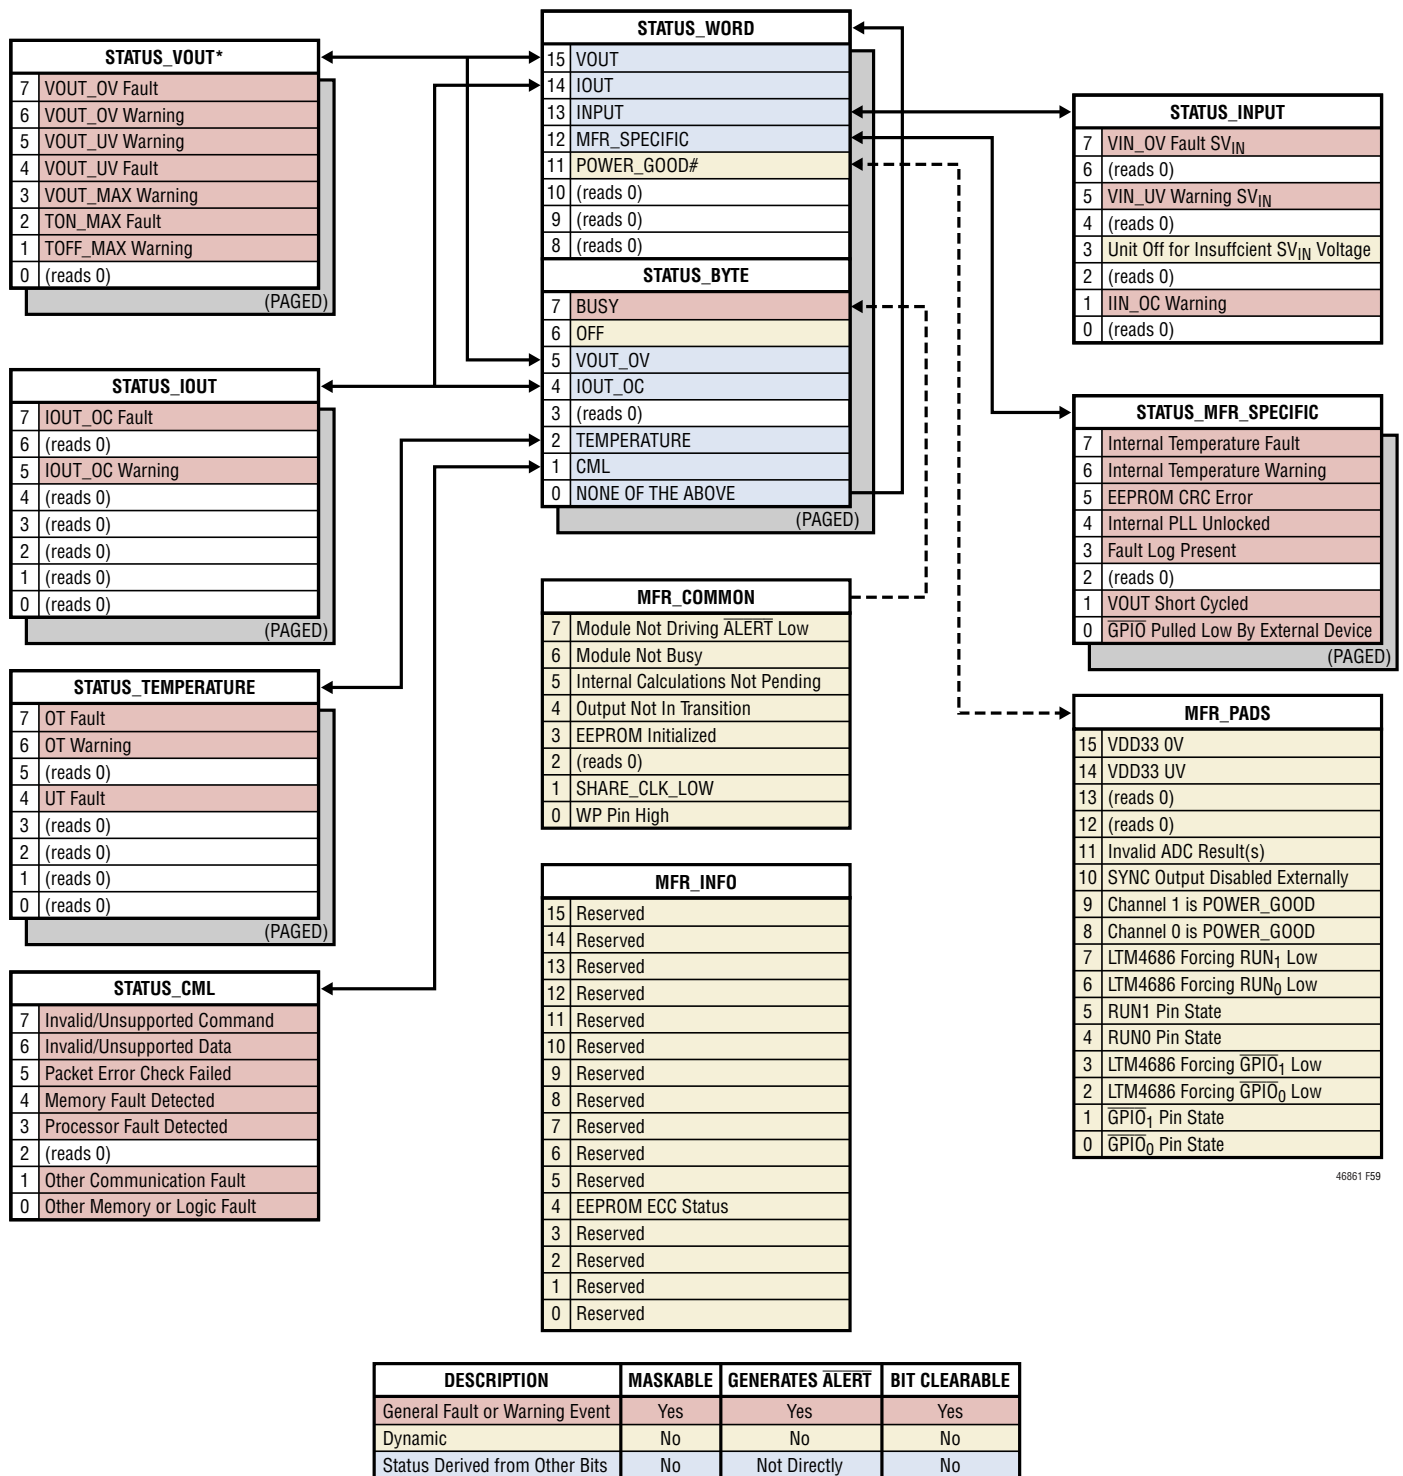 STATUS_VOUT*
7 VOUT_OV Fault
6 VOUT_OV Warning
5 VOUT_UV Warning
4 VOUT_UV Fault
3 VOUT_MAX Warning
2 TON_MAX Fault
1 TOFF_MAX Warning
0 (reads 0)
(PAGED)
STATUS_IOUT
7 IOUT_OC Fault
6 (reads 0)
5 IOUT_OC Warning
4 (reads 0)
3 (reads 0)
2 (reads 0)
1 (reads 0)
0 (reads 0)
(PAGED)
STATUS_TEMPERATURE
7 OT Fault
6 OT Warning
5 (reads 0)
4 UT Fault
3 (reads 0)
2 (reads 0)
1 (reads 0)
0 (reads 0)
(PAGED)
STATUS_CML
7 Invalid/Unsupported Command
6 Invalid/Unsupported Data
5 Packet Error Check Failed
4 Memory Fault Detected
3 Processor Fault Detected
2 (reads 0)
1 Other Communication Fault
0 Other Memory or Logic Fault
STATUS_WORD
15 VOUT
14 IOUT
13 INPUT
12 MFR_SPECIFIC
11 POWER_GOOD#
10 (reads 0)
9 (reads 0)
8 (reads 0)
STATUS_BYTE
7 BUSY
6 OFF
5 VOUT_OV
4 IOUT_OC
3 (reads 0)
2 TEMPERATURE
1 CML
0 NONE OF THE ABOVE
(PAGED)
MFR_COMMON
7 Module Not Driving ALERT Low
6 Module Not Busy
5 Internal Calculations Not Pending
4 Output Not In Transition
3 EEPROM Initialized
2 (reads 0)
1 SHARE_CLK_LOW
0 WP Pin High
MFR_INFO
15 Reserved
14 Reserved
13 Reserved
12 Reserved
11 Reserved
10 Reserved
9 Reserved
8 Reserved
7 Reserved
6 Reserved
5 Reserved
4 EEPROM ECC Status
3 Reserved
2 Reserved
1 Reserved
0 Reserved
STATUS_INPUT
7 VIN_OV Fault SVIN
6 (reads 0)
5 VIN_UV Warning SVIN
4 (reads 0)
3 Unit Off for Insuffcient SVIN Voltage
2 (reads 0)
1 IIN_OC Warning
0 (reads 0)
STATUS_MFR_SPECIFIC
7 Internal Temperature Fault
6 Internal Temperature Warning
5 EEPROM CRC Error
4 Internal PLL Unlocked
3 Fault Log Present
2 (reads 0)
1 VOUT Short Cycled
0 GPIO Pulled Low By External Device
(PAGED)
MFR_PADS
15 VDD33 0V
14 VDD33 UV
13 (reads 0)
12 (reads 0)
11 Invalid ADC Result(s)
10 SYNC Output Disabled Externally
9 Channel 1 is POWER_GOOD
8 Channel 0 is POWER_GOOD
7 LTM4686 Forcing RUN1 Low
6 LTM4686 Forcing RUN0 Low
5 RUN1 Pin State
4 RUN0 Pin State
3 LTM4686 Forcing GPIO1 Low
2 LTM4686 Forcing GPIO0 Low
1 GPIO1 Pin State
0 GPIO0 Pin State
46861 F59
DESCRIPTION MASKABLE GENERATES ALERT BIT CLEARABLE
General Fault or Warning Event Yes Yes Yes
Dynamic No No No
Status Derived from Other Bits No Not Directly No